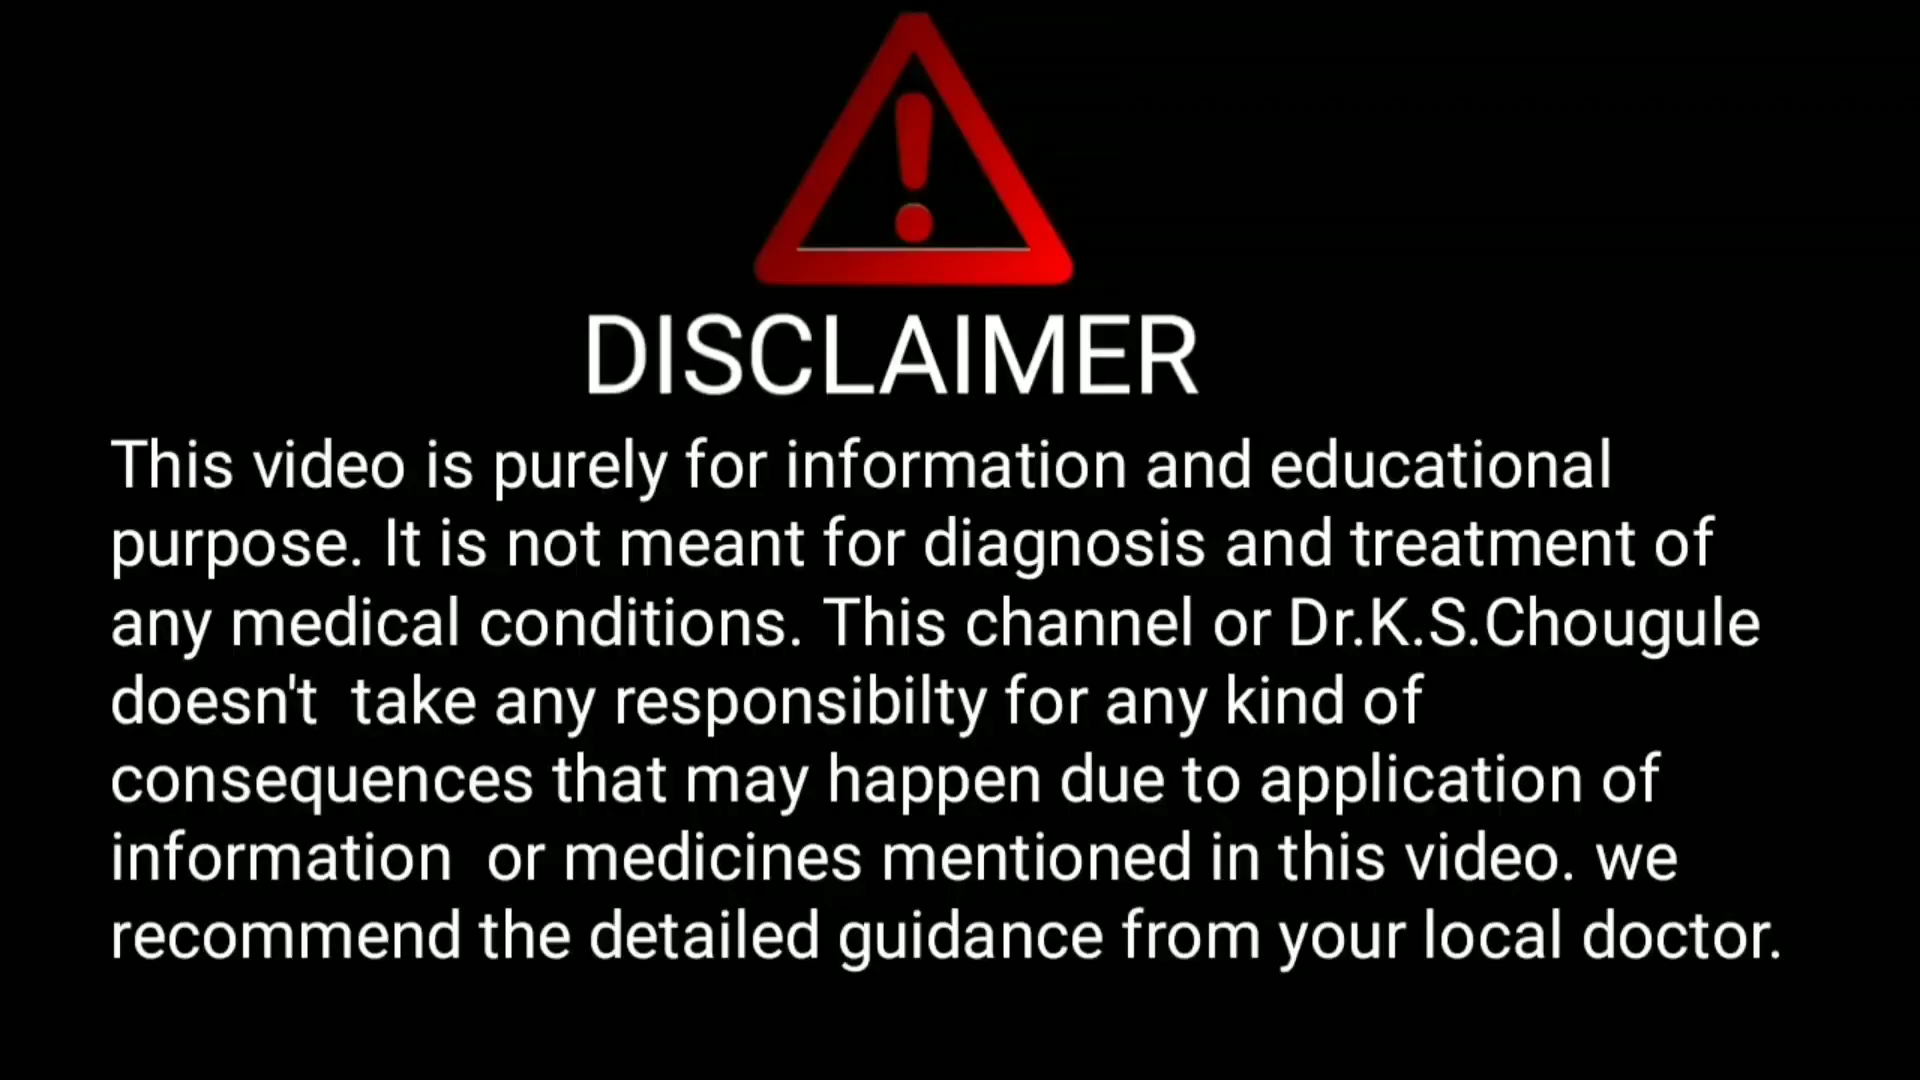 DISCLAIMER
This video is purely for information and educational
purpose. It is not meant for diagnosis and treatment of
any medical conditions. This channel or Dr.K.S.Chougule
doesn't  take any responsibilty for any kind of
consequences that may happen due to application of
information  or medicines mentioned in this video. we
recommend the detailed guidance from your local doctor.